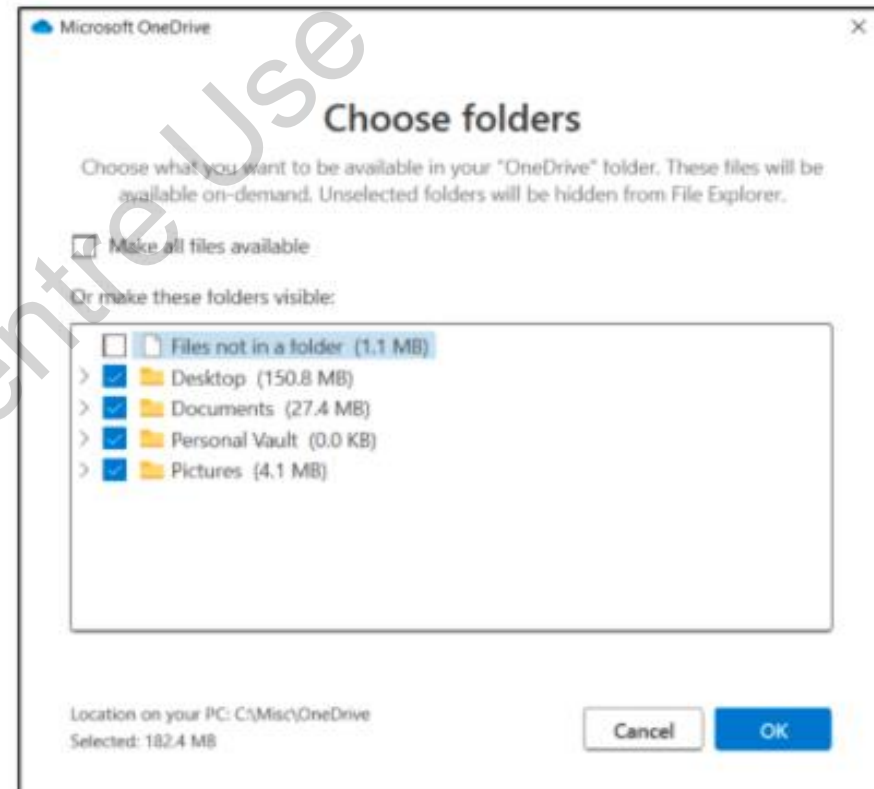 Microsoft OneDrive
Choose folders
Choose what you want to be available in your "OneDrive" folder. These files will be
available on-demand. Unselected folders will be hidden from File Explorer.
Make all files available
Or make these folders visible:
Files not in a folder (1.1 MB)
Desktop (150.8 MB)
Documents (27.4 MB)
Personal Vault (0.0 KB)
Pictures (4.1 MB)
Location on your PC: C:\Misc\OneDrive
Selected: 182.4 MB
Cancel
OK
entre Use